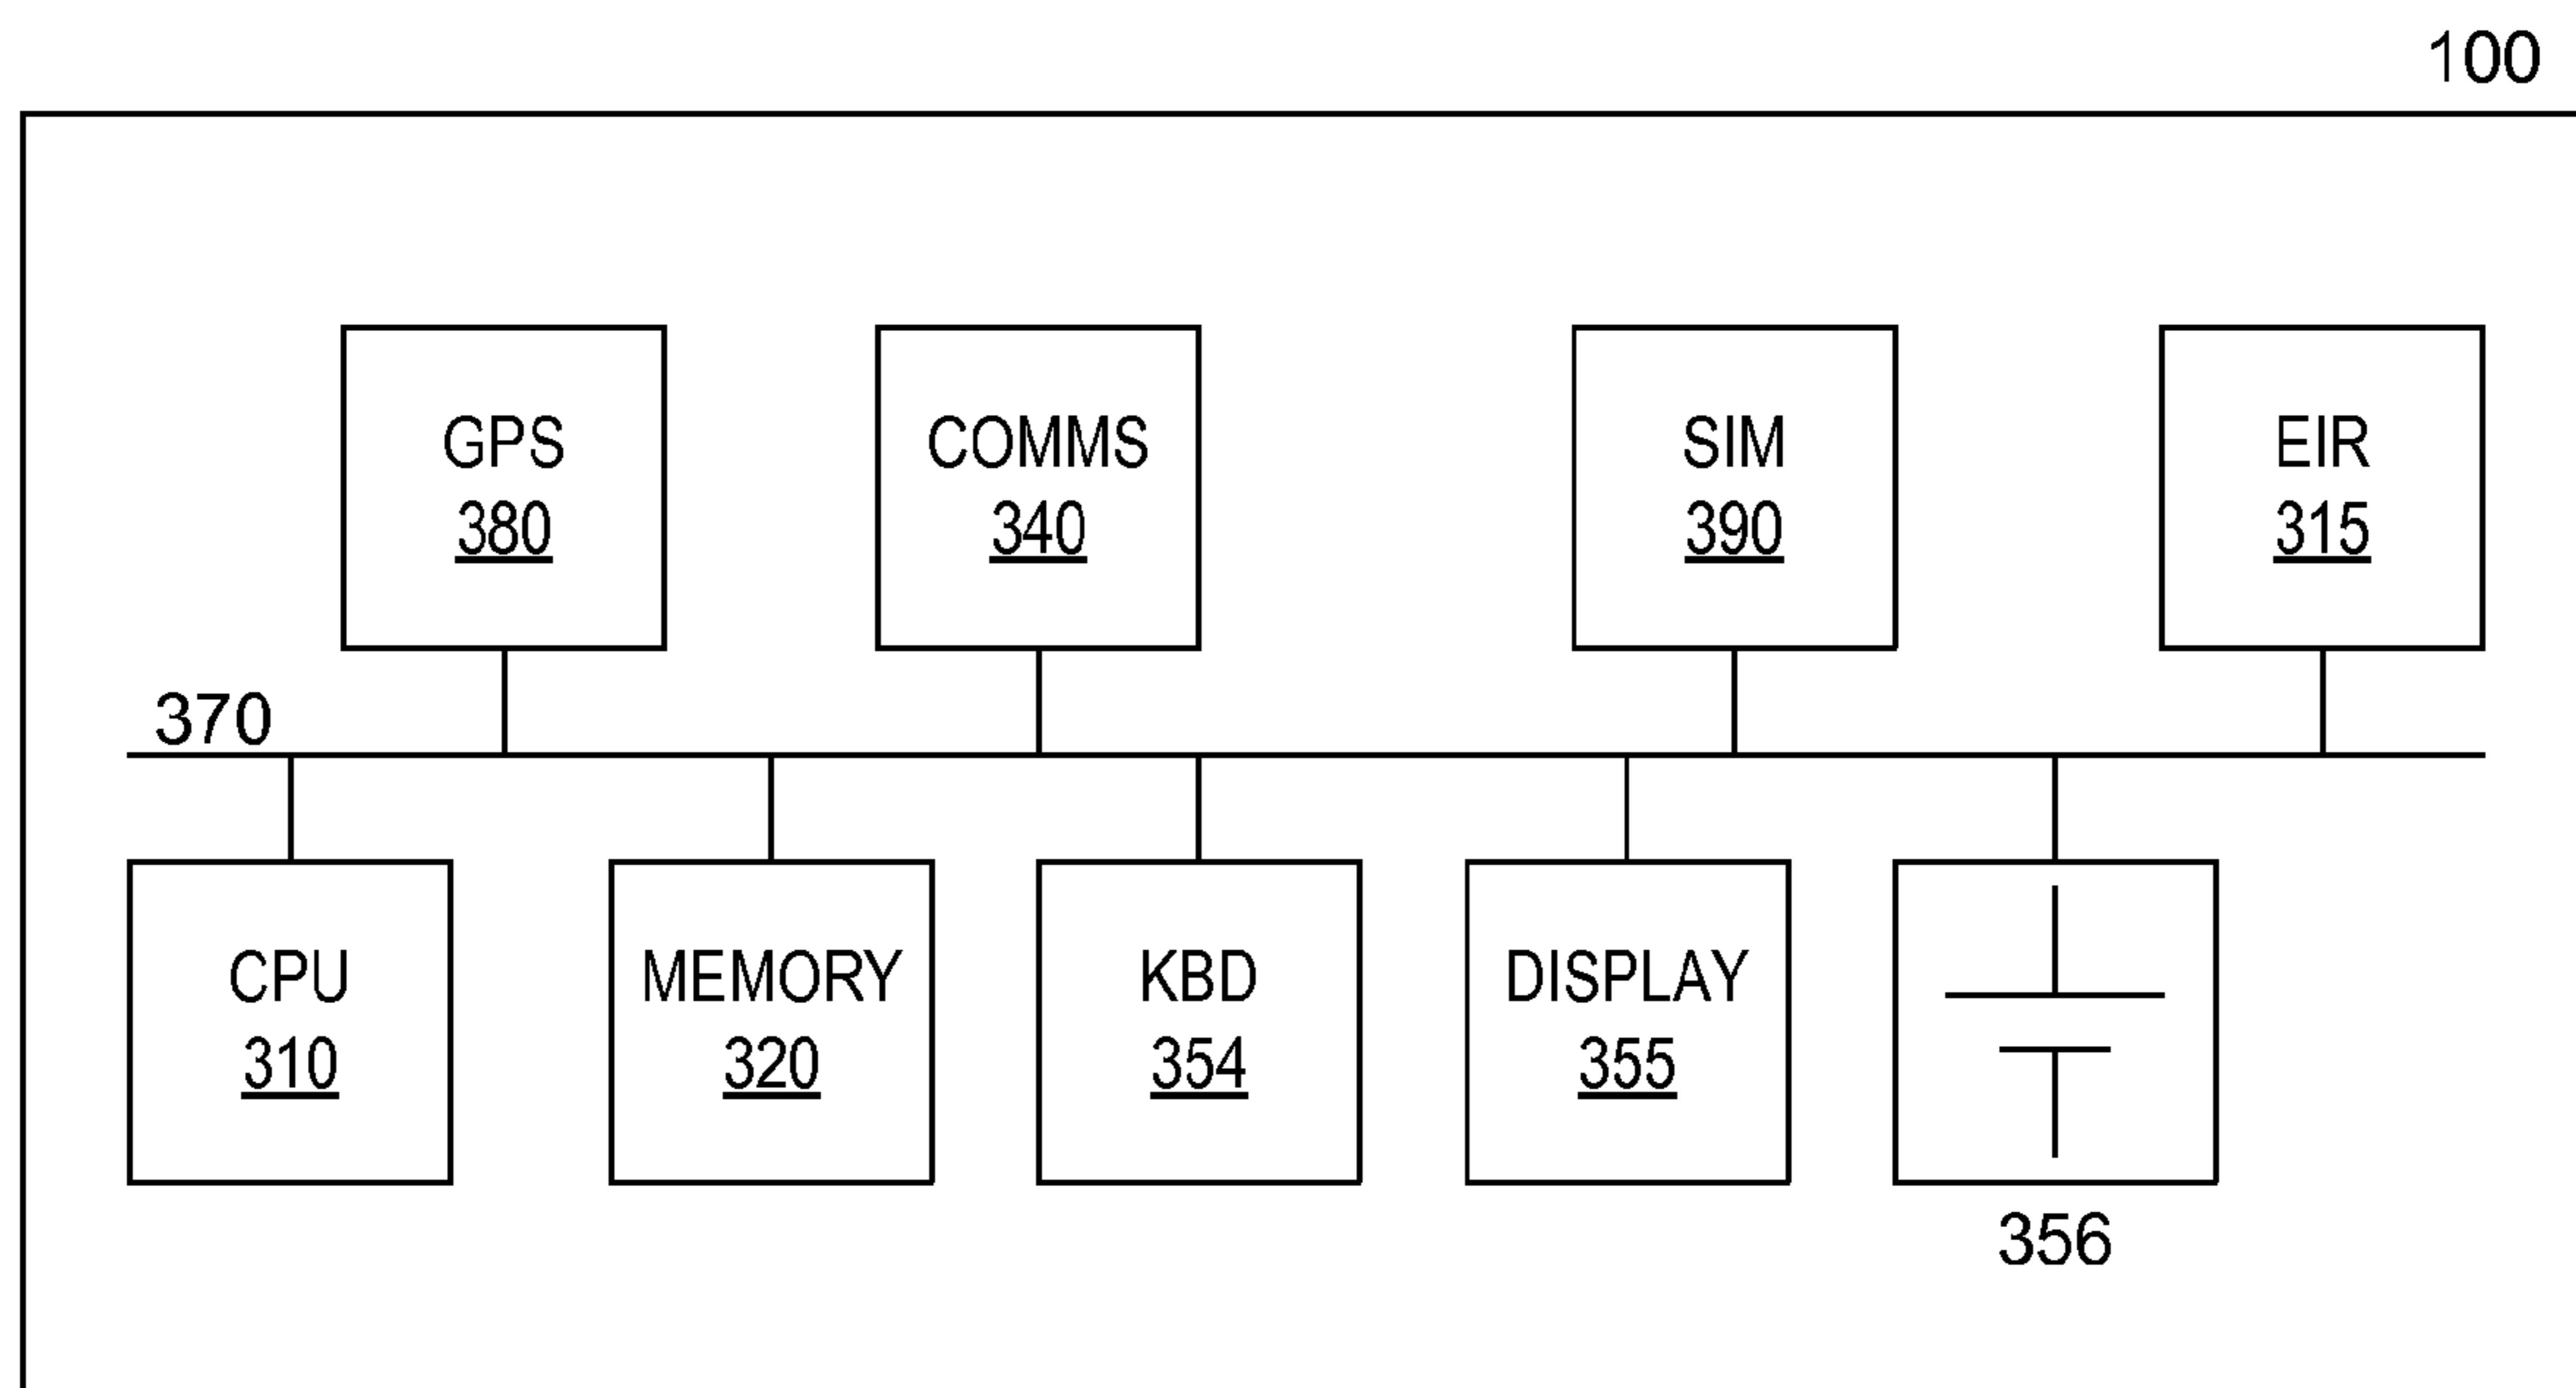 100
GPS
380
COMMS
340
SIM
390
EIR
315
370
CPU
310
MEMORY
320
KBD
354
DISPLAY
355
356